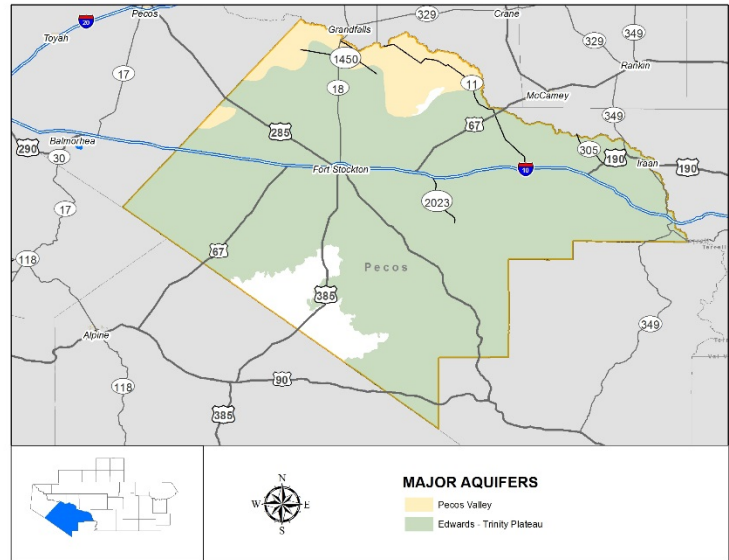 20
Pecos
Toyah
Grandfalls
329
Crane
349
1450
329
17
18
11
Rankin
McCamey
349
285
67
Balmorhea
290
30
305
190
Iraan
190
Fort Stockton
10
2023
17
67
118
Pecos
385
349
Alpine
90
118
385
N
W
E
S
MAJOR AQUIFERS
Pecos Valley
Edwards - Trinity Plateau